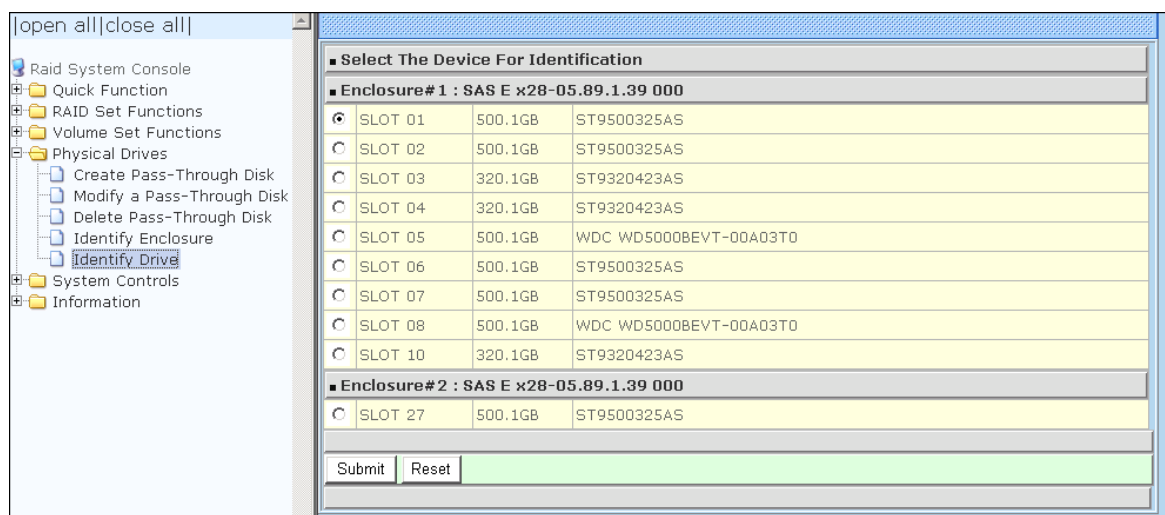 |open all|close all|
Raid System Console
Quick Function
RAID Set Functions
Volume Set Functions
Physical Drives
Create Pass-Through Disk
Modify a Pass-Through Disk
Delete Pass-Through Disk
Identify Enclosure
Identify Drive
System Controls
Information
Select The Device For Identification
Enclosure#1 : SAS E x28-05.89.1.39 000
SLOT 01 500.1GB ST9500325AS
SLOT 02 500.1GB ST9500325AS
SLOT 03 320.1GB ST9320423AS
SLOT 04 320.1GB ST9320423AS
SLOT 05 500.1GB WDC WD5000BEVT-00A03T0
SLOT 06 500.1GB ST9500325AS
SLOT 07 500.1GB ST9500325AS
SLOT 08 500.1GB WDC WD5000BEVT-00A03T0
SLOT 10 320.1GB ST9320423AS
Enclosure#2 : SAS E x28-05.89.1.39 000
SLOT 27 500.1GB ST9500325AS
Submit Reset